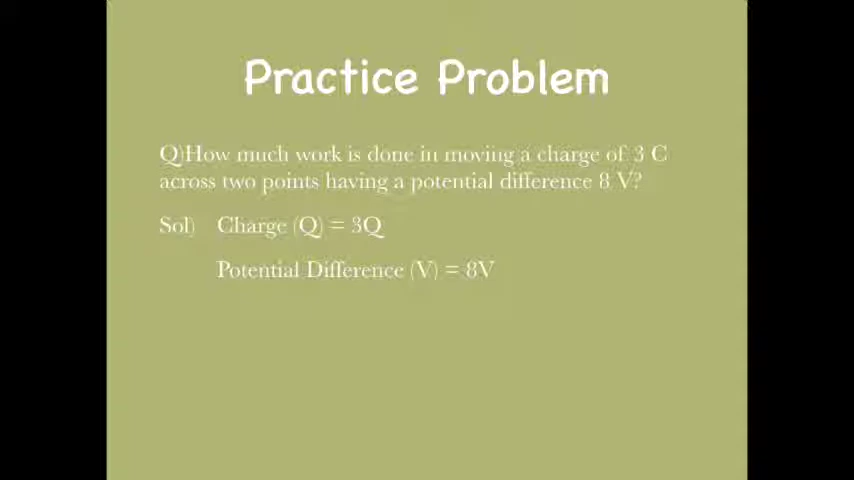 Practice Problem
Q)How much work is done in moving a charge of 3 C
across two points having a potential difference 8 V?
Sol) Charge (Q) = 3Q
Potential Difference (V) = 8V